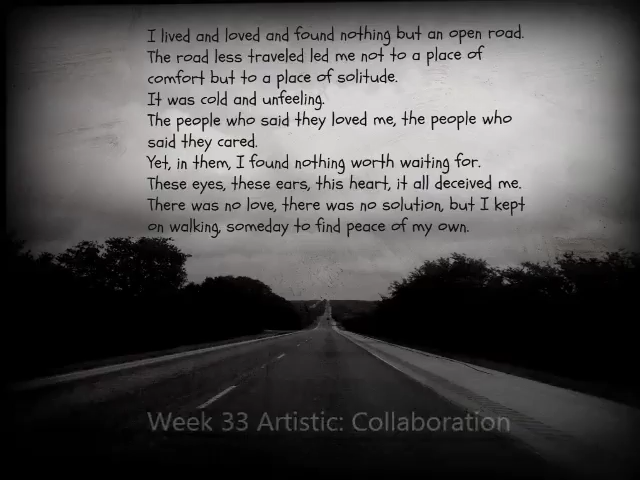 I lived and loved and found nothing but an open road.
The road less traveled led me not to a place of
comfort but to a place of solitude.
It was cold and unfeeling.
The people who said they loved me, the people who
said they cared.
Yet, in them, I found nothing worth waiting for.
These eyes, these ears, this heart, it all deceived me.
There was no love, there was no solution, but I kept
on walking, someday to find peace of my own.
Week 33 Artistic: Collaboration